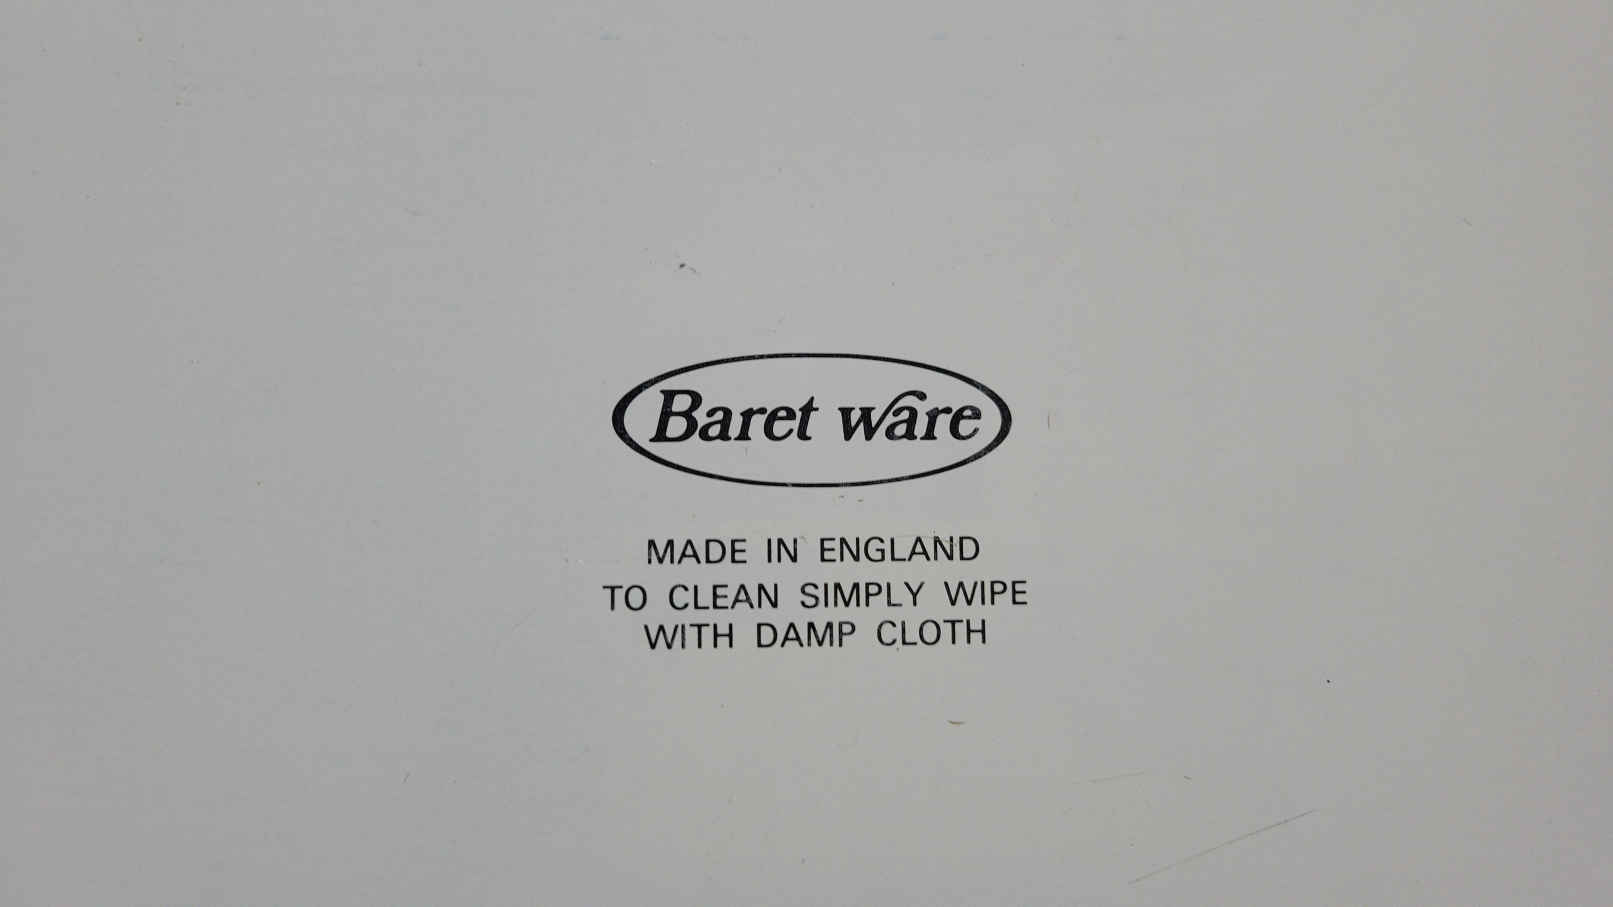 Baret ware
MADE IN ENGLAND
TO CLEAN SIMPLY WIPE
WITH DAMP CLOTH